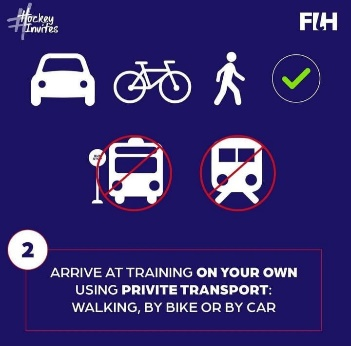 #Hockey
Invites
FIH
2
ARRIVE AT TRAINING ON YOUR OWN
USING PRIVITE TRANSPORT:
WALKING, BY BIKE OR BY CAR